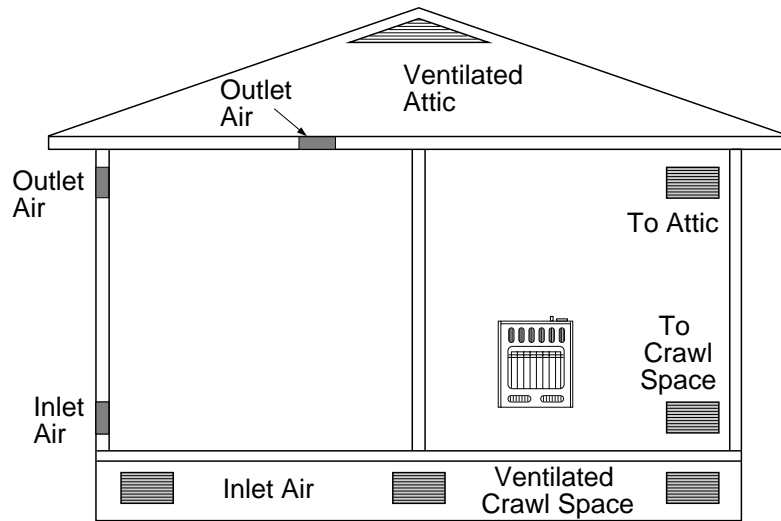 Ventilated
Attic
Outlet
Air
Outlet
Air
To Attic
To
Crawl
Space
Inlet
Air
Inlet Air
Ventilated
Crawl Space